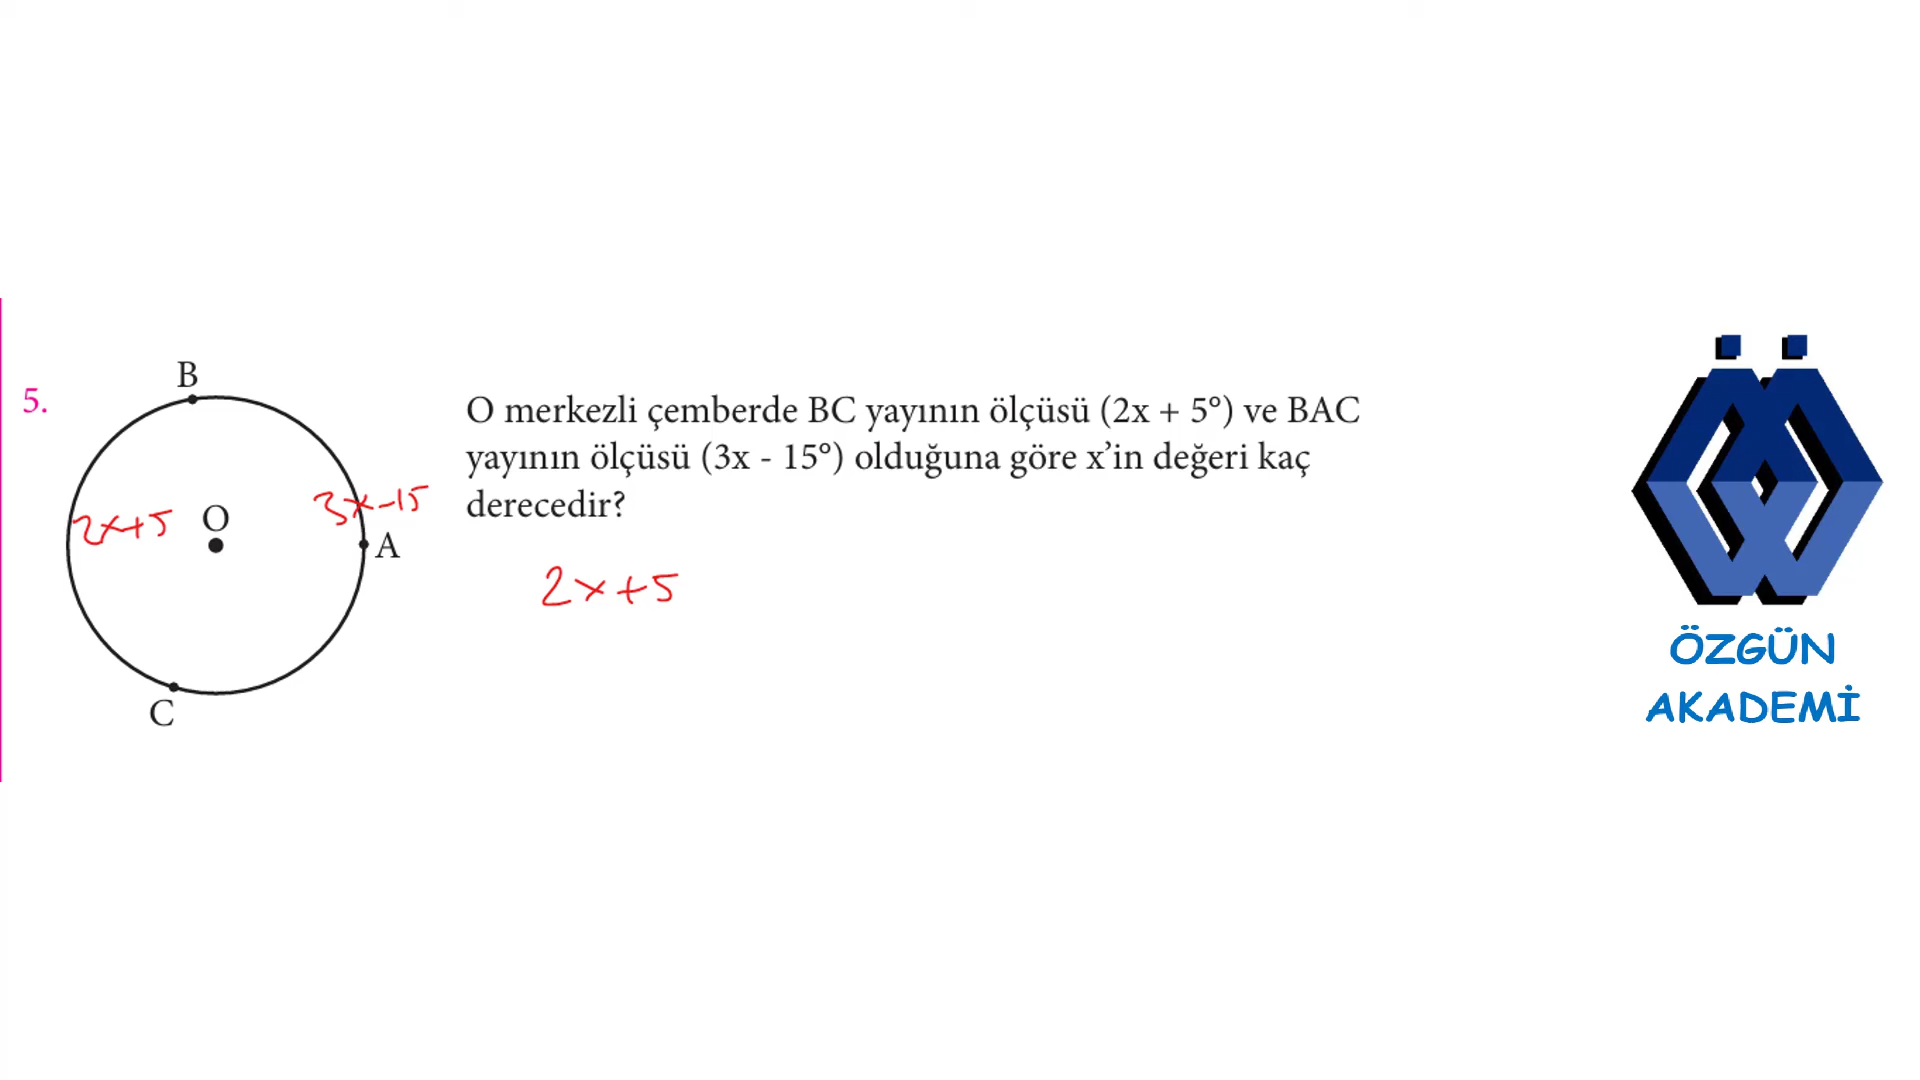 5.
B
O merkezli çemberde BC yayının ölçüsü (2x + 5°) ve BAC
yayının ölçüsü (3x - 15°) olduğuna göre x'in değeri kaç
derecedir?
2x+5
O
3x-15
A
C
2x+5
ÖZGÜN
AKADEMİ